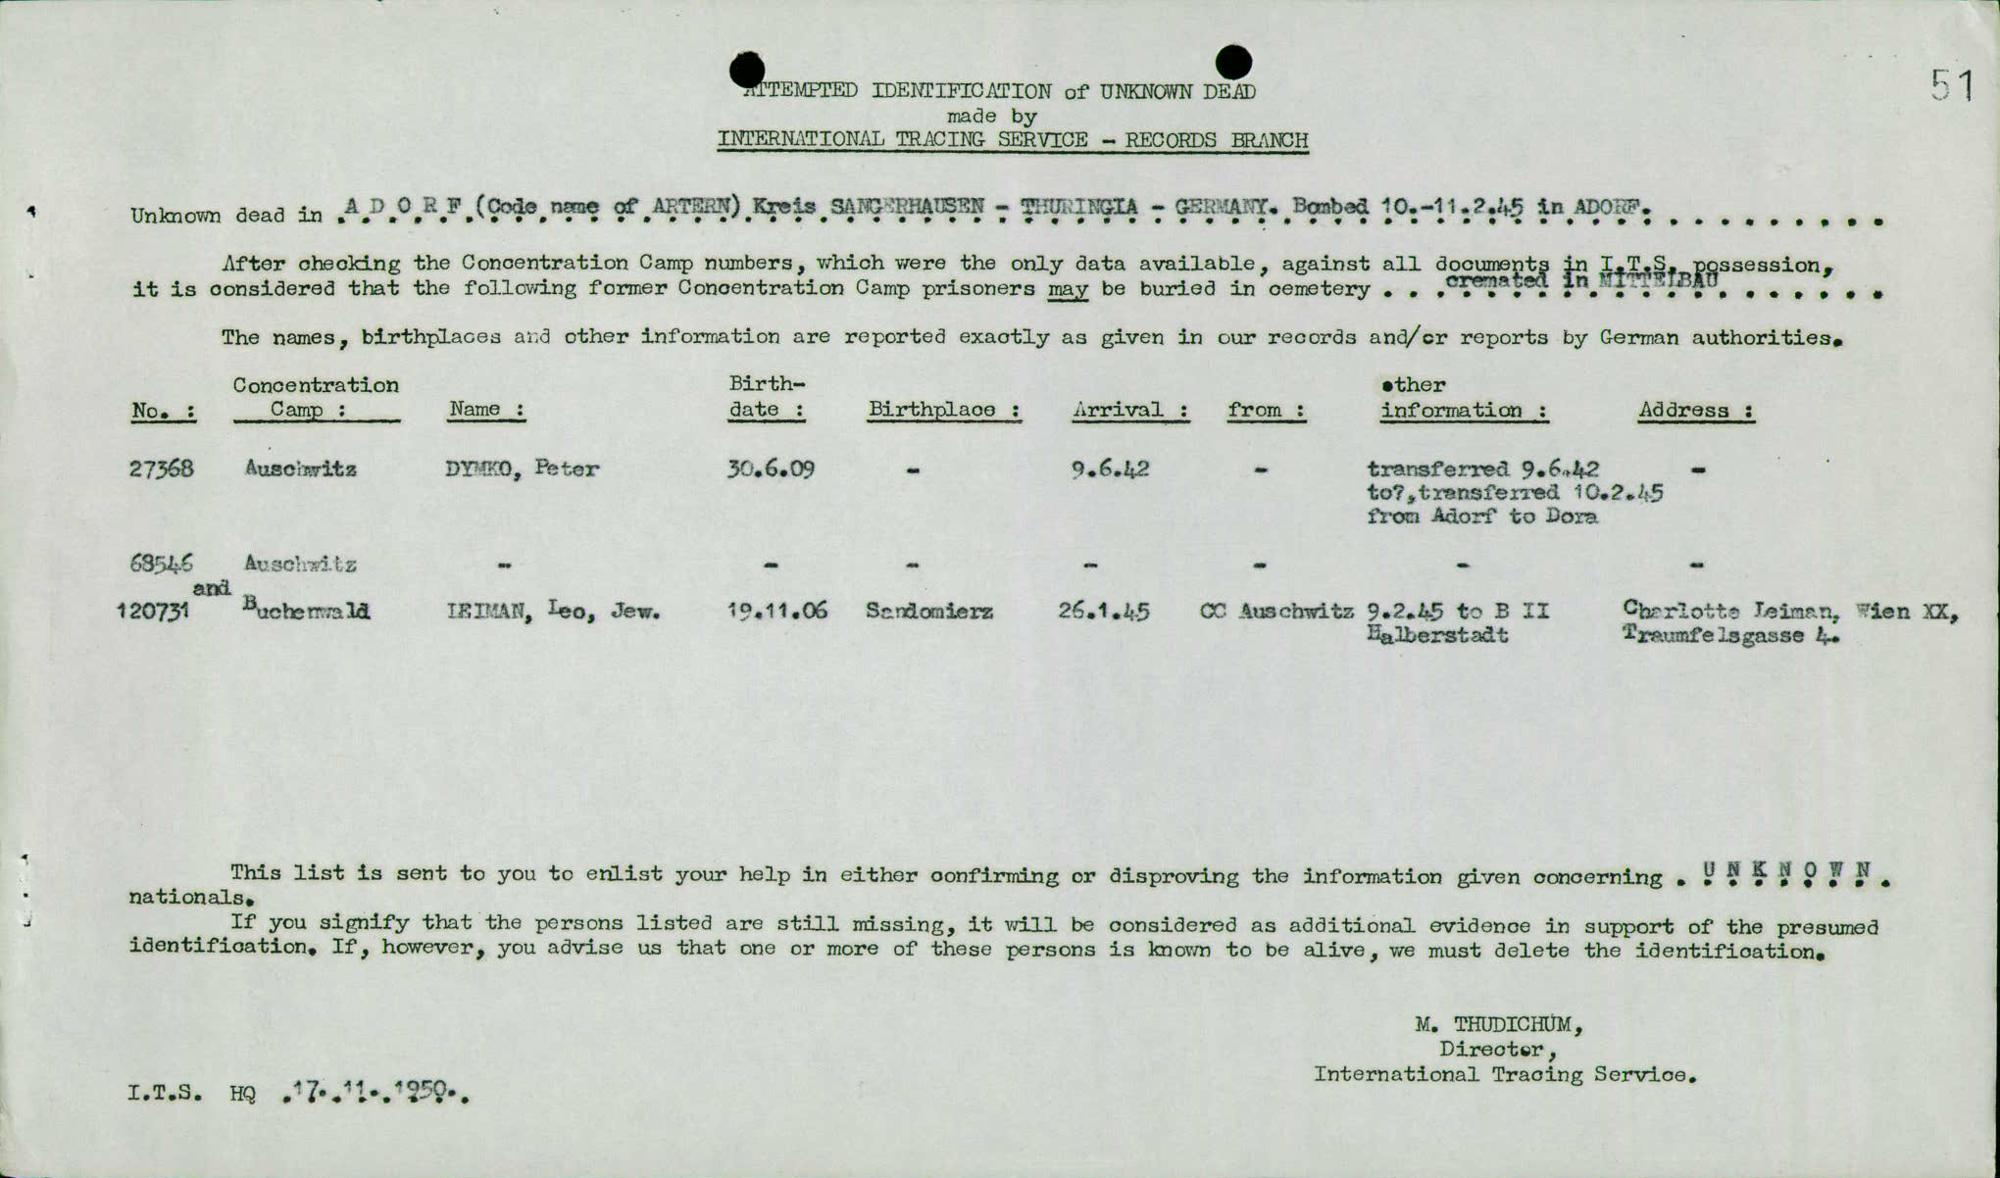 51
ATTEMPTED IDENTIFICATION of UNKNOWN DEAD
made by
INTERNATIONAL TRACING SERVICE - RECORDS BRANCH
Unknown dead in A D O R F (Code name of ARTERN) Kreis SANGERHAUSEN - THURINGIA - GERMANY. Bombed 10.-11.2.45 in ADORF.
After checking the Concentration Camp numbers, which were the only data available, against all documents in I.T.S. possession,
it is considered that the following former Concentration Camp prisoners may be buried in cemetery . . . cremated in MITTELBAU
The names, birthplaces and other information are reported exactly as given in our records and/or reports by German authorities.
No. : Concentration Camp : Name : Birth-date : Birthplace : Arrival : from : other information : Address :
27368 Auschwitz DYMKO, Peter 30.6.09 - 9.6.42 - transferred 9.6.42 -
to?,transferred 10.2.45
from Adorf to Dora
68546 Auschwitz - - - - - - -
and
120731 Buchenwald LEIMAN, Leo, Jew. 19.11.06 Sandomierz 26.1.45 CC Auschwitz 9.2.45 to B II Charlotte Leiman, Wien XX,
Halberstadt Traumfelsgasse 4.
This list is sent to you to enlist your help in either confirming or disproving the information given concerning . U N K N O W N .
nationals.
If you signify that the persons listed are still missing, it will be considered as additional evidence in support of the presumed
identification. If, however, you advise us that one or more of these persons is known to be alive, we must delete the identification.
M. THUDICHUM,
Director,
International Tracing Service.
I.T.S. HQ .17. 11. 1950.